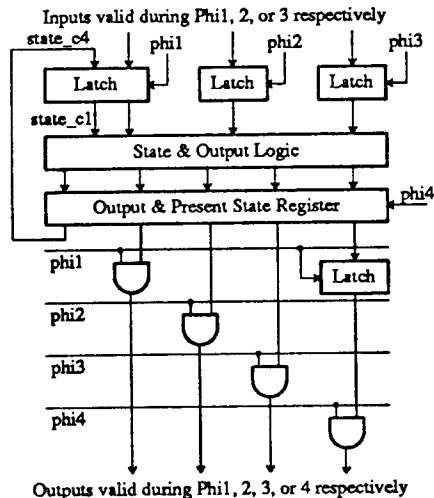 Inputs valid during Phi1, 2, or 3 respectively
state_c4
phi1
phi2
phi3
Latch
Latch
Latch
state_c1
State & Output Logic
Output & Present State Register
phi4
phi1
Latch
phi2
phi3
phi4
Outputs valid during Phi1, 2, 3, or 4 respectively